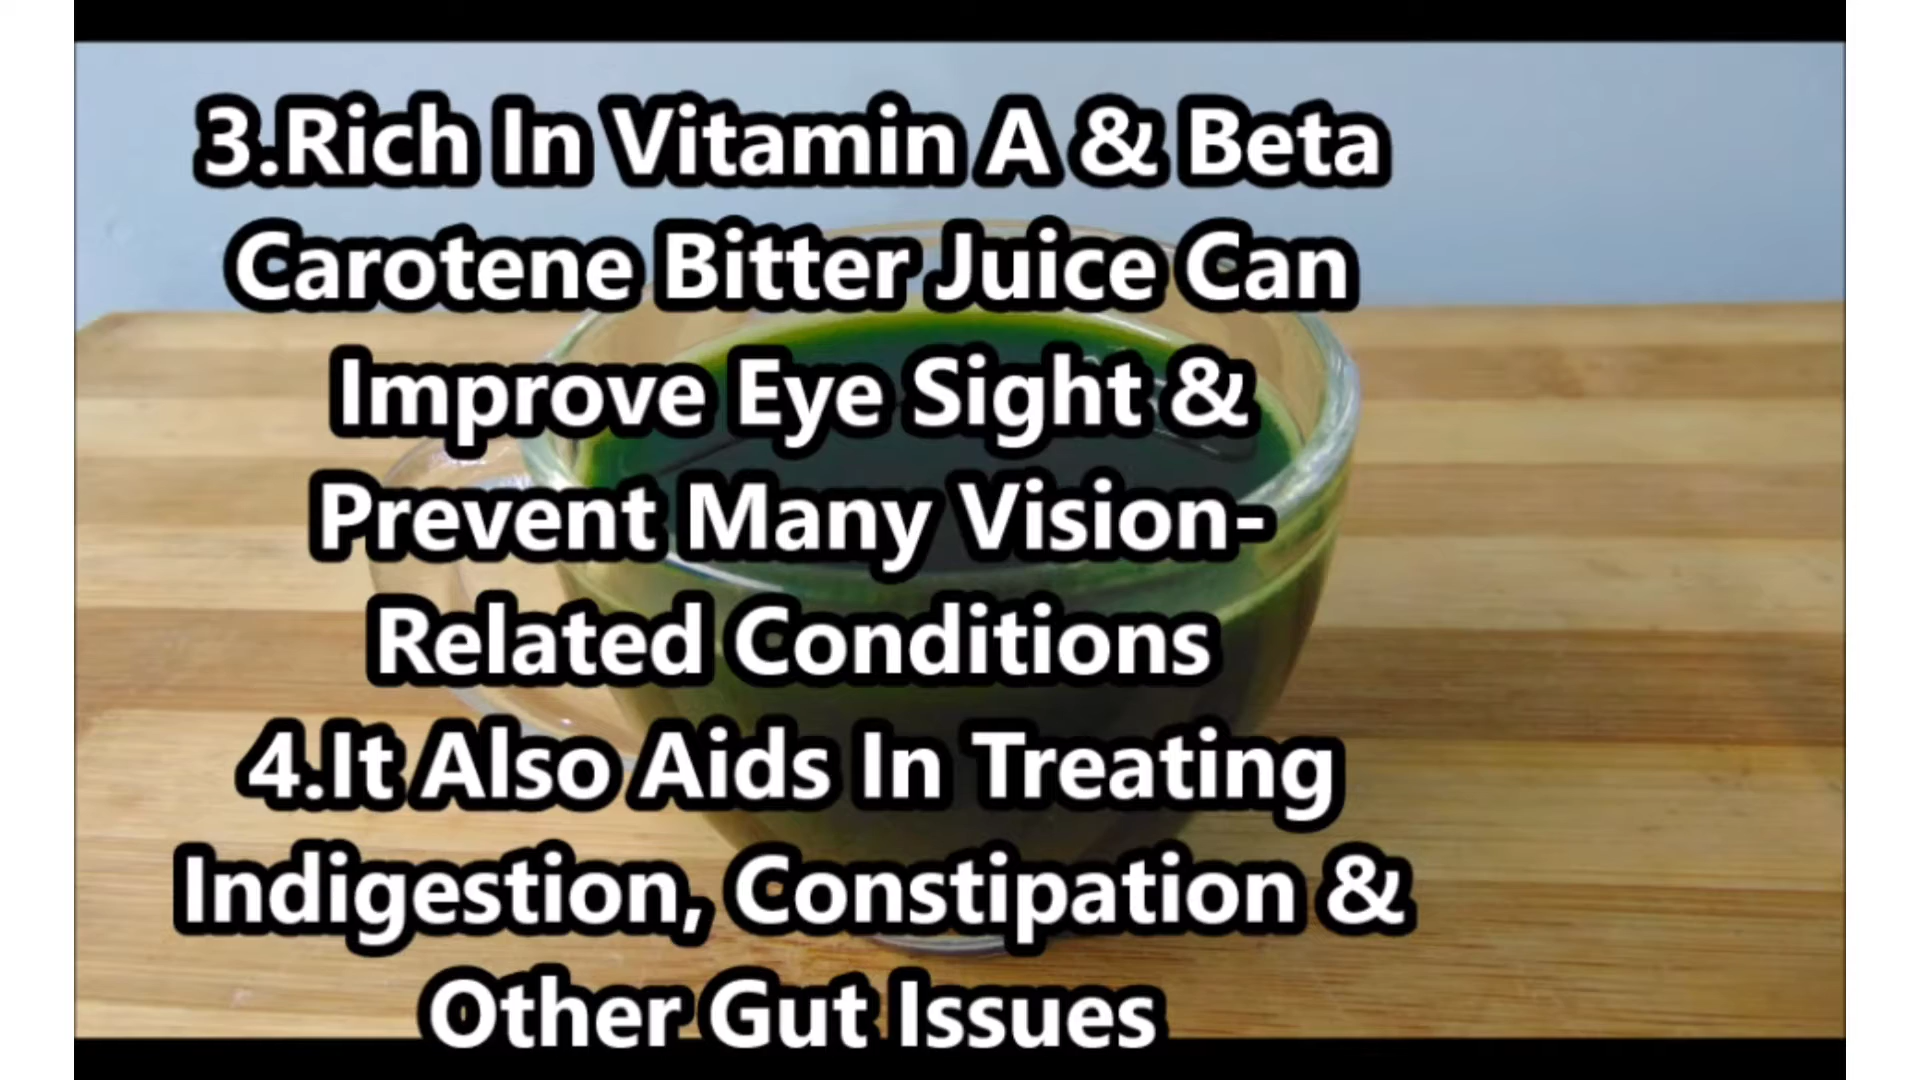 3.Rich In Vitamin A & Beta
Carotene Bitter Juice Can
Improve Eye Sight &
Prevent Many Vision-
Related Conditions
4.It Also Aids In Treating
Indigestion, Constipation &
Other Gut Issues